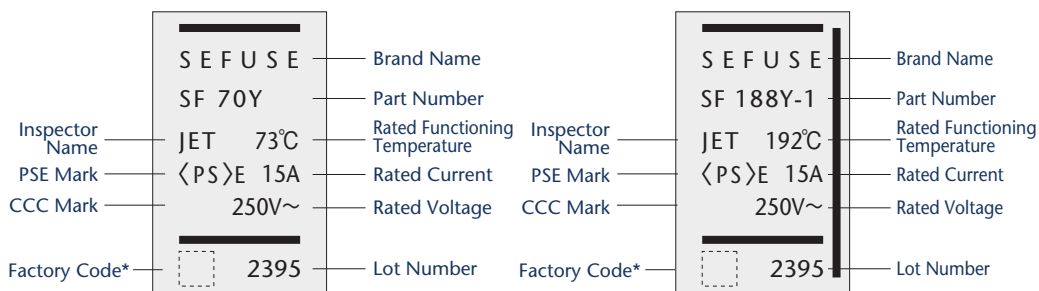 S E F U S E
Brand Name
SF 70Y
Part Number
Inspector Name
JET 73℃
Rated Functioning Temperature
PSE Mark
〈PS〉E 15A
Rated Current
CCC Mark
250V～
Rated Voltage
Factory Code*
2395
Lot Number
S E F U S E
Brand Name
SF 188Y-1
Part Number
Inspector Name
JET 192℃
Rated Functioning Temperature
PSE Mark
〈PS〉E 15A
Rated Current
CCC Mark
250V～
Rated Voltage
Factory Code*
2395
Lot Number